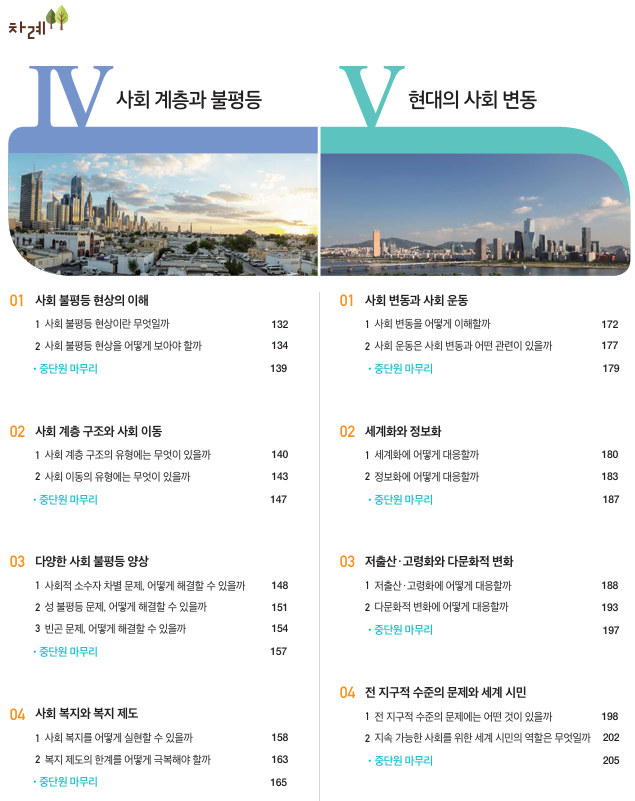 차례
Ⅳ 사회 계층과 불평등
01 사회 불평등 현상의 이해
1 사회 불평등 현상이란 무엇일까 132
2 사회 불평등 현상을 어떻게 보아야 할까 134
• 중단원 마무리 139
02 사회 계층 구조와 사회 이동
1 사회 계층 구조의 유형에는 무엇이 있을까 140
2 사회 이동의 유형에는 무엇이 있을까 143
• 중단원 마무리 147
03 다양한 사회 불평등 양상
1 사회적 소수자 차별 문제, 어떻게 해결할 수 있을까 148
2 성 불평등 문제, 어떻게 해결할 수 있을까 151
3 빈곤 문제, 어떻게 해결할 수 있을까 154
• 중단원 마무리 157
04 사회 복지와 복지 제도
1 사회 복지를 어떻게 실현할 수 있을까 158
2 복지 제도의 한계를 어떻게 극복해야 할까 163
• 중단원 마무리 165
Ⅴ 현대의 사회 변동
01 사회 변동과 사회 운동
1 사회 변동을 어떻게 이해할까 172
2 사회 운동은 사회 변동과 어떤 관련이 있을까 177
• 중단원 마무리 179
02 세계화와 정보화
1 세계화에 어떻게 대응할까 180
2 정보화에 어떻게 대응할까 183
• 중단원 마무리 187
03 저출산·고령화와 다문화적 변화
1 저출산·고령화에 어떻게 대응할까 188
2 다문화적 변화에 어떻게 대응할까 193
• 중단원 마무리 197
04 전 지구적 수준의 문제와 세계 시민
1 전 지구적 수준의 문제에는 어떤 것이 있을까 198
2 지속 가능한 사회를 위한 세계 시민의 역할은 무엇일까 202
• 중단원 마무리 205